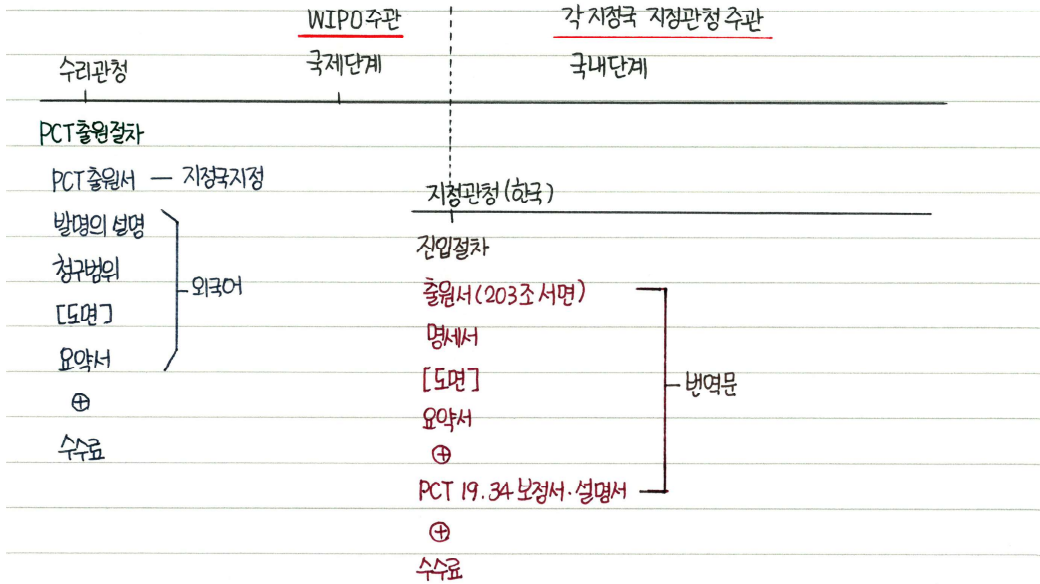 WIPO주관 각 지정국 지정관청 주관
수리관청 국제단계 국내단계
PCT출원절차
PCT출원서 — 지정국지정
발명의 설명
청구범위
[도면]
요약서
외국어
⊕
수수료
지정관청 (한국)
진입절차
출원서(203조 서면)
명세서
[도면]
요약서
⊕
PCT 19.34 보정서·설명서
번역문
⊕
수수료